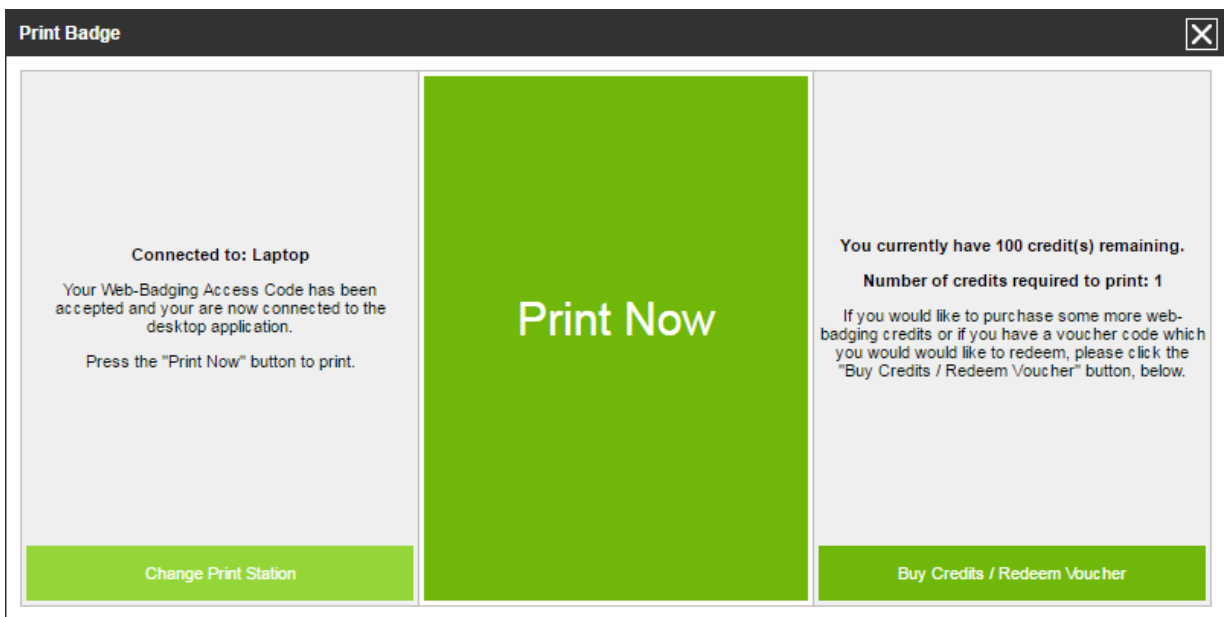 Print Badge
Connected to: Laptop
Your Web-Badging Access Code has been
accepted and your are now connected to the
desktop application.
Press the "Print Now" button to print.
Change Print Station
Print Now
You currently have 100 credit(s) remaining.
Number of credits required to print: 1
If you would like to purchase some more web-
badging credits or if you have a voucher code which
you would would like to redeem, please click the
"Buy Credits / Redeem Voucher" button, below.
Buy Credits / Redeem Voucher